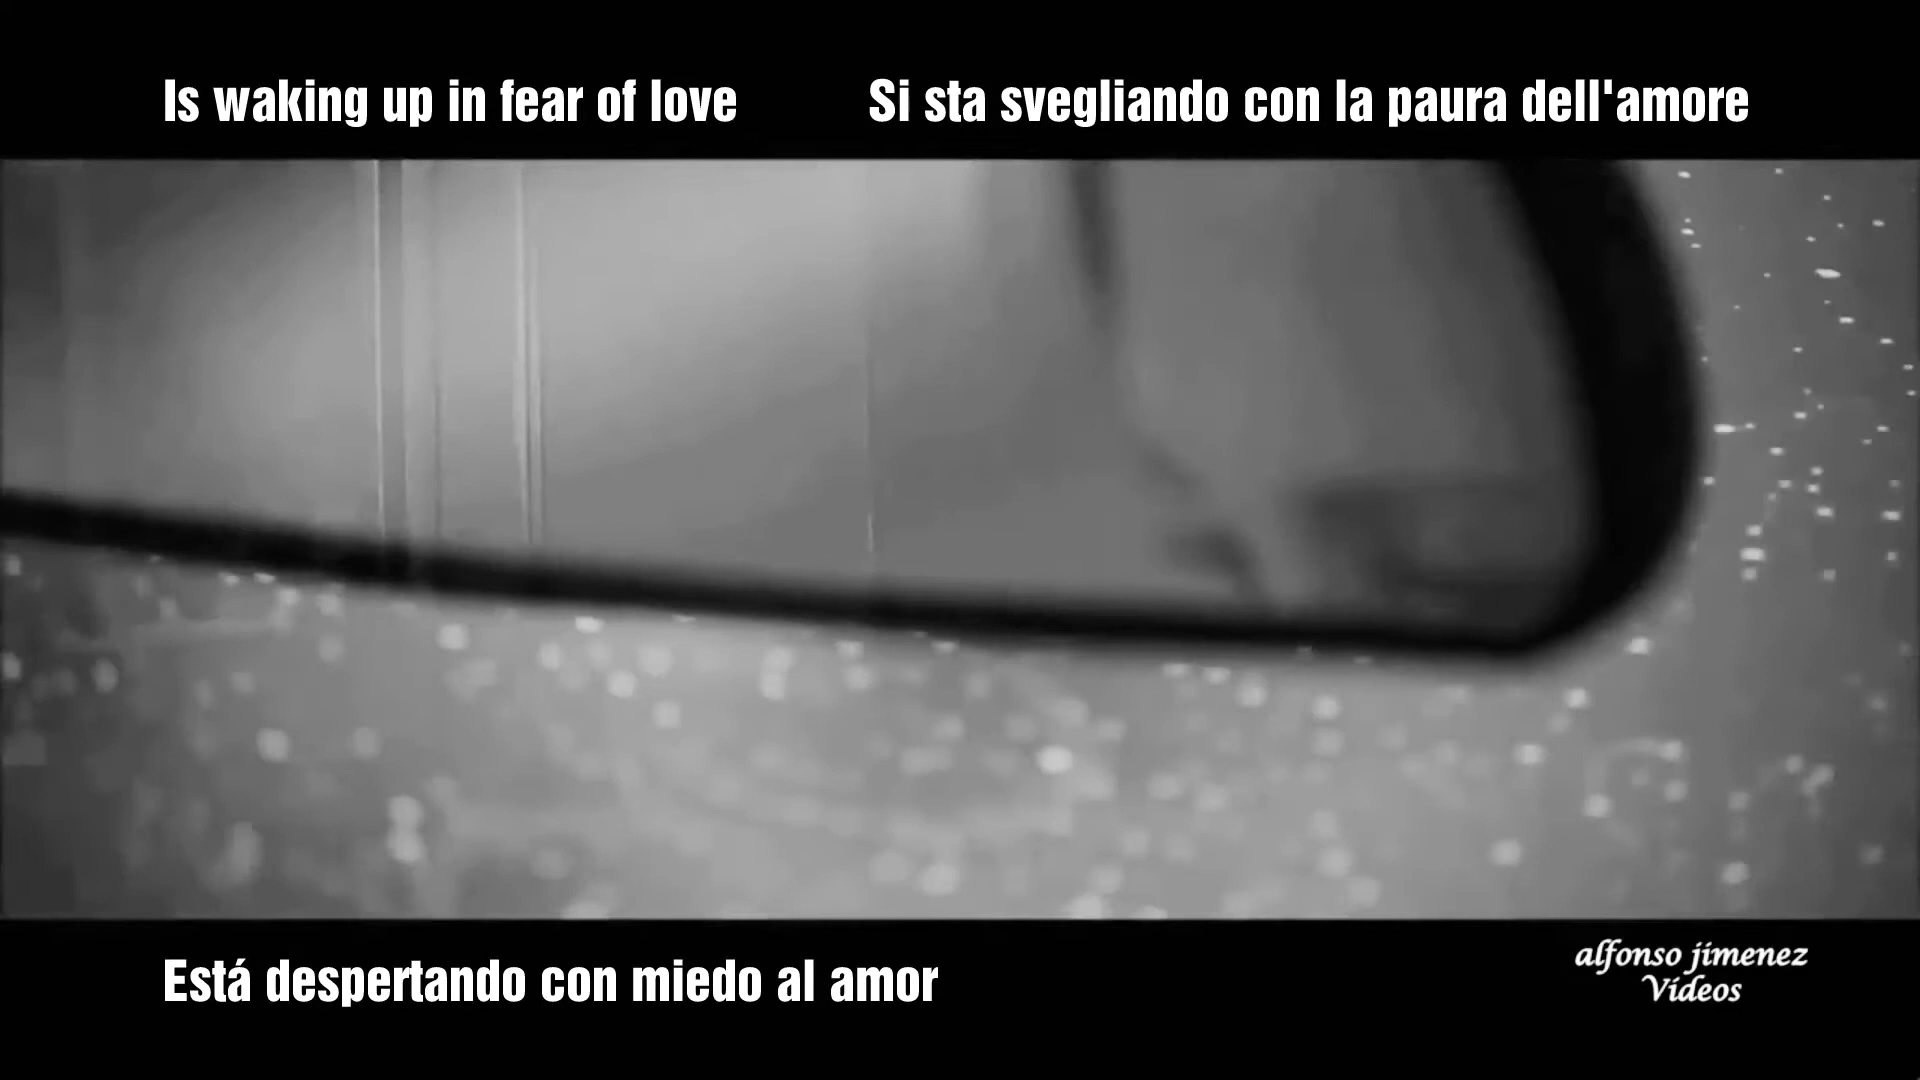 Is waking up in fear of love
Si sta svegliando con la paura dell'amore
Está despertando con miedo al amor
alfonso jimenez
Vídeos